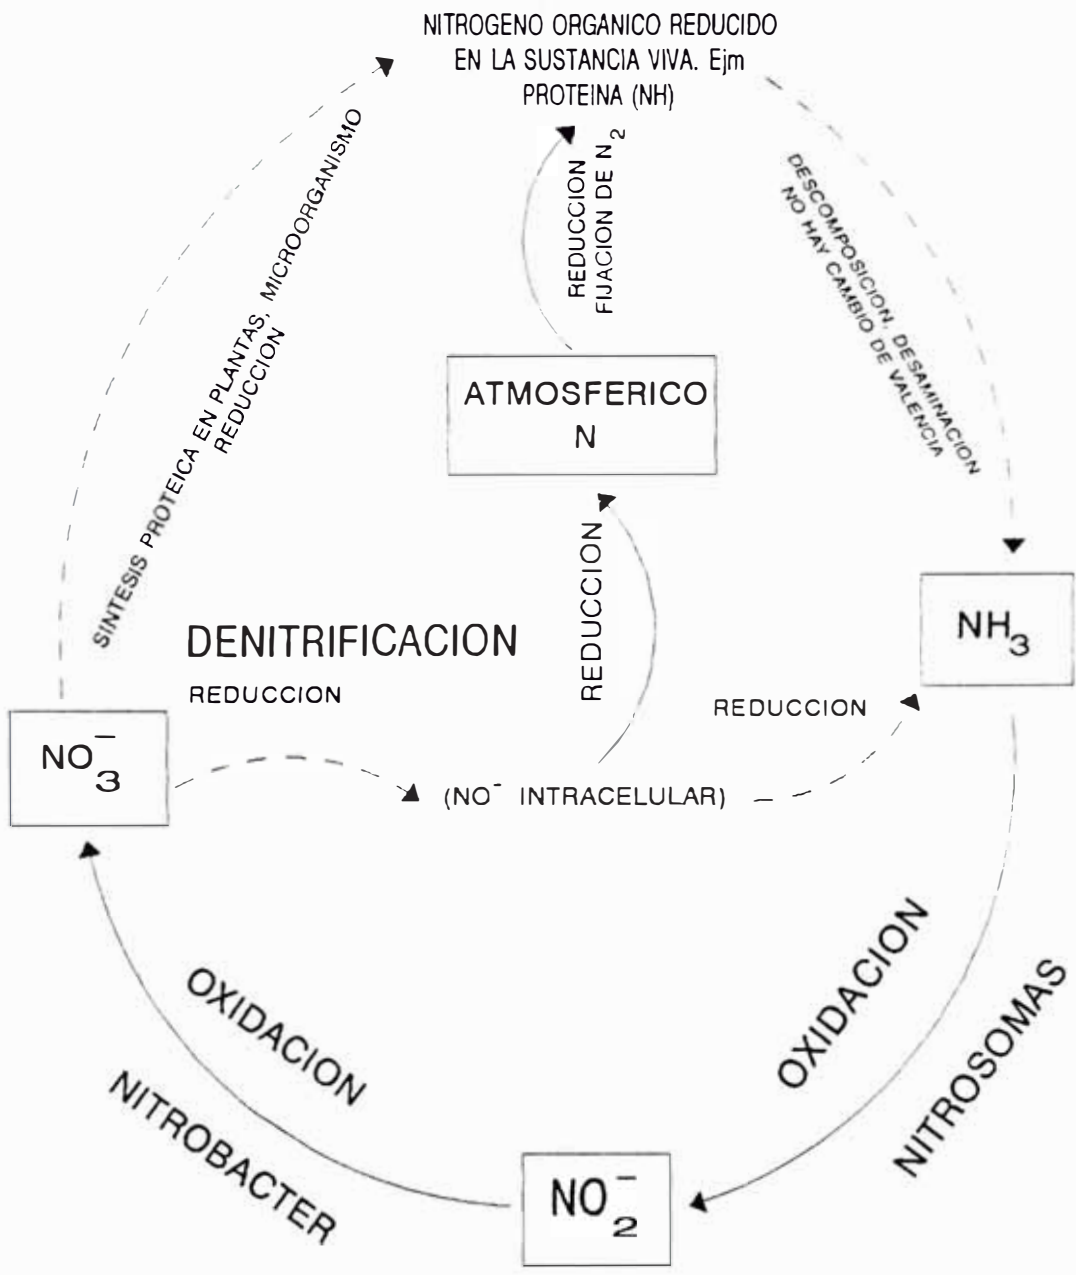 NITROGENO ORGANICO REDUCIDO
EN LA SUSTANCIA VIVA. Ejm
PROTEINA (NH)
SINTESIS PROTEICA EN PLANTAS, MICROORGANISMO
REDUCCION
REDUCCION
FIJACION DE N₂
DESCOMPOSICION, DESAMINACION
NO HAY CAMBIO DE VALENCIA
ATMOSFERICO
N
REDUCCION
NH₃
DENITRIFICACION
REDUCCION
REDUCCION
NO₃⁻
(NO⁻ INTRACELULAR)
OXIDACION
NITROSOMAS
OXIDACION
NITROBACTER
NO₂⁻